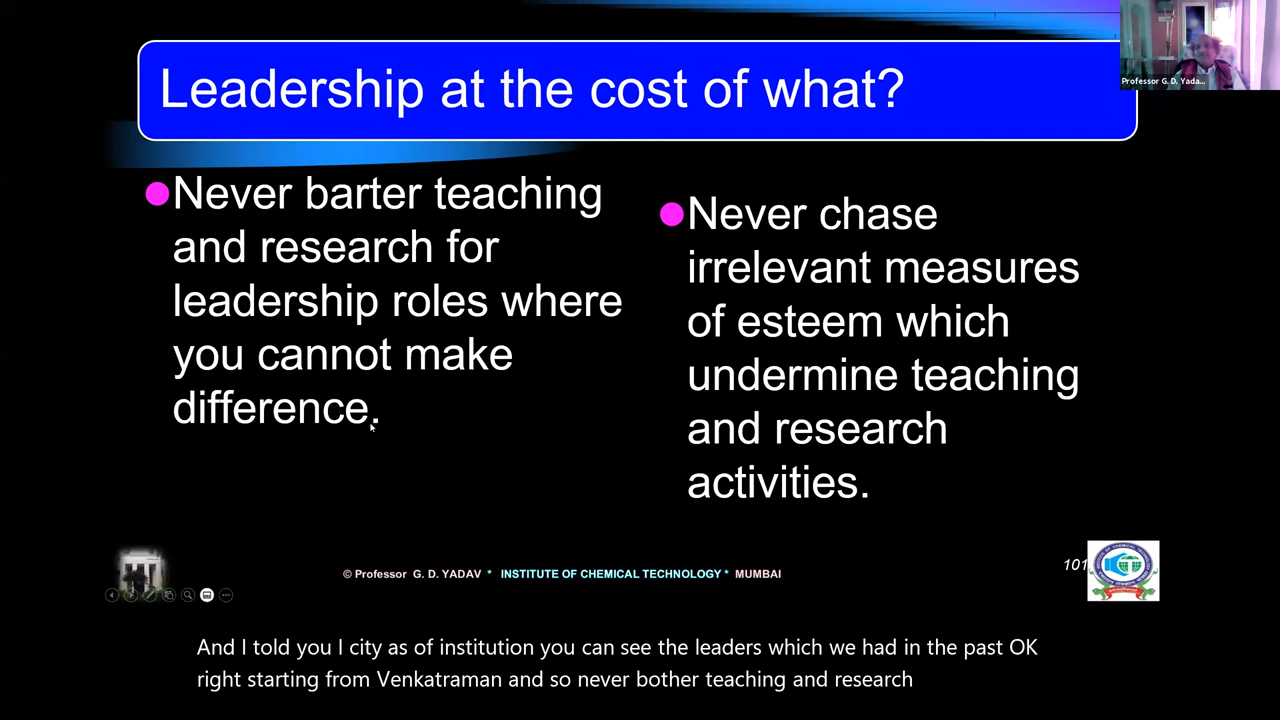 Leadership at the cost of what?
Professor G. D. Yada...
Never barter teaching
and research for
leadership roles where
you cannot make
difference.
Never chase
irrelevant measures
of esteem which
undermine teaching
and research
activities.
© Professor G. D. YADAV * INSTITUTE OF CHEMICAL TECHNOLOGY * MUMBAI
101
And I told you I city as of institution you can see the leaders which we had in the past OK
right starting from Venkatraman and so never bother teaching and research